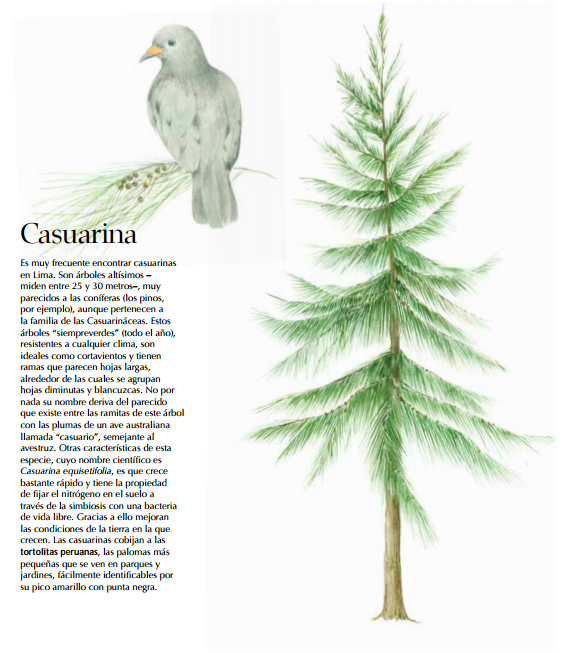 Casuarina
Es muy frecuente encontrar casuarinas
en Lima. Son árboles altísimos –
miden entre 25 y 30 metros–, muy
parecidos a las coníferas (los pinos,
por ejemplo), aunque pertenecen a
la familia de las Casuarináceas. Estos
árboles “siempreverdes” (todo el año),
resistentes a cualquier clima, son
ideales como cortavientos y tienen
ramas que parecen hojas largas,
alrededor de las cuales se agrupan
hojas diminutas y blancuzcas. No por
nada su nombre deriva del parecido
que existe entre las ramitas de este árbol
con las plumas de un ave australiana
llamada “casuario”, semejante al
avestruz. Otras características de esta
especie, cuyo nombre científico es
Casuarina equisetifolia, es que crece
bastante rápido y tiene la propiedad
de fijar el nitrógeno en el suelo a
través de la simbiosis con una bacteria
de vida libre. Gracias a ello mejoran
las condiciones de la tierra en la que
crecen. Las casuarinas cobijan a las
tortolitas peruanas, las palomas más
pequeñas que se ven en parques y
jardines, fácilmente identificables por
su pico amarillo con punta negra.